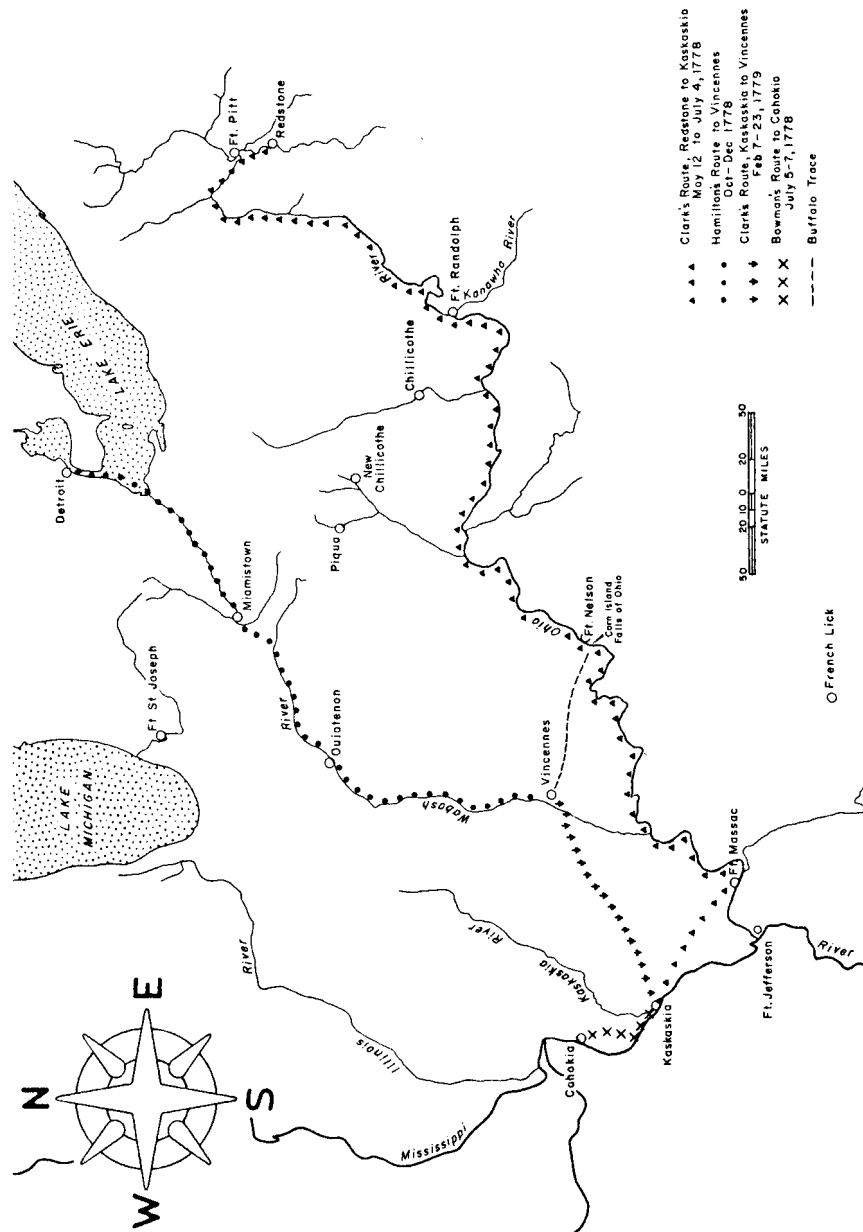 N
E
S
W
LAKE
MICHIGAN
LAKE ERIE
Ft St Joseph
Detroit
Miamistown
Ouiatenon
River
Wabash
Vincennes
Piqua
New
Chillicothe
Chillicothe
Ft. Pitt
Redstone
River
Ft. Randolph
Kanawha River
Ohio
Ft. Nelson
Corn Island
Falls of Ohio
River
Illinois
Mississippi
River
Kaskaskia
Cahokia
Kaskaskia
Ft. Massac
Ft. Jefferson
River
French Lick
50 20 10 0 20 50
STATUTE MILES
Clark's Route, Redstone to Kaskaskia
May 12 to July 4, 1778
Hamilton's Route to Vincennes
Oct-Dec 1778
Clark's Route, Kaskaskia to Vincennes
Feb 7-23, 1779
Bowman's Route to Cahokia
July 5-7, 1778
Buffalo Trace